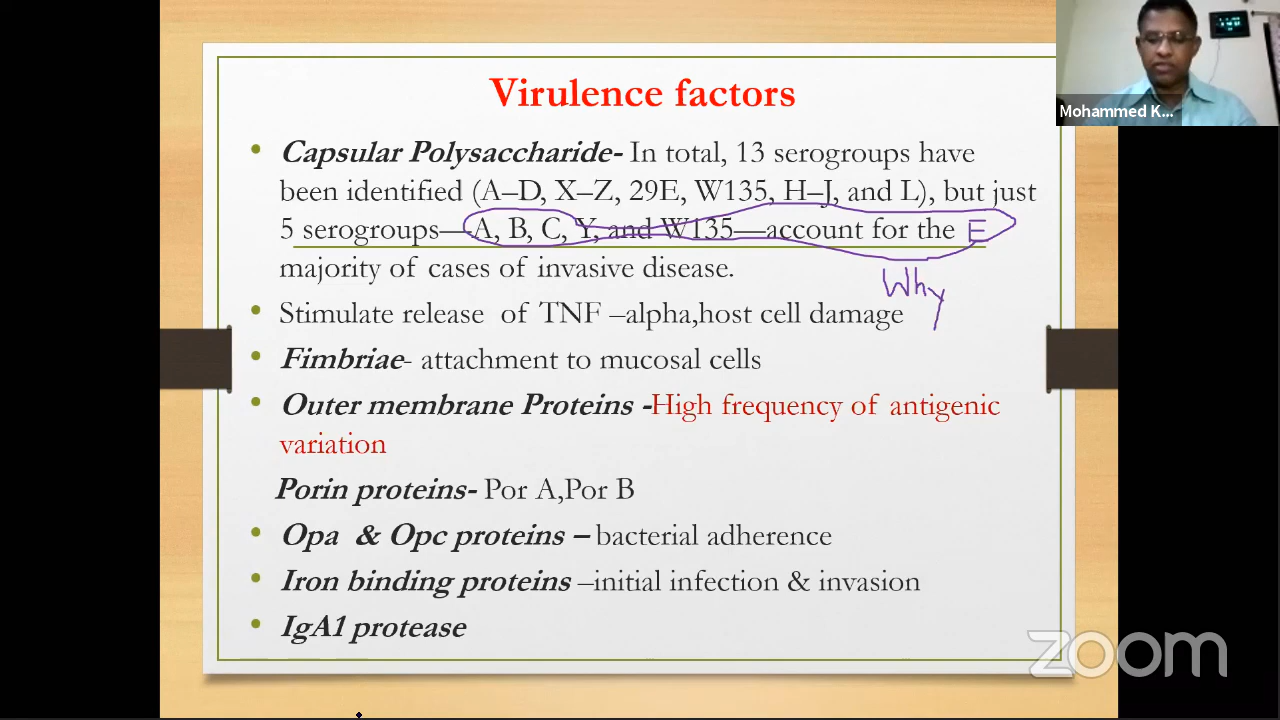 Virulence factors
Mohammed K...
• Capsular Polysaccharide- In total, 13 serogroups have
been identified (A–D, X–Z, 29E, W135, H–J, and L), but just
5 serogroups—A, B, C, Y, and W135—account for the E
majority of cases of invasive disease.
Why
• Stimulate release of TNF –alpha,host cell damage
• Fimbriae- attachment to mucosal cells
• Outer membrane Proteins -High frequency of antigenic
variation
Porin proteins- Por A,Por B
• Opa & Opc proteins – bacterial adherence
• Iron binding proteins –initial infection & invasion
• IgA1 protease
zoom